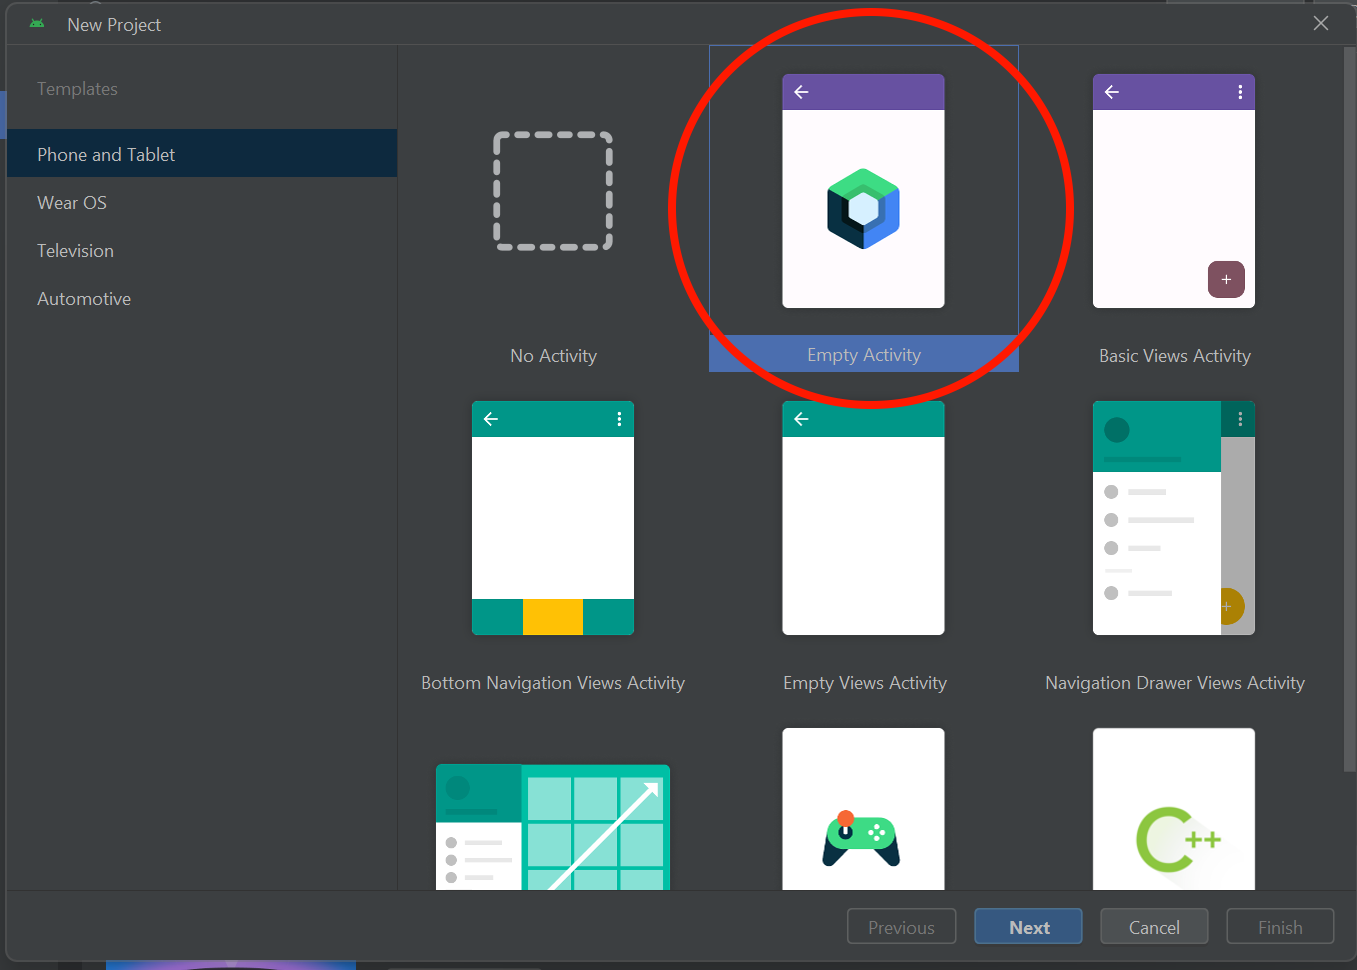 New Project
Templates
Phone and Tablet
Wear OS
Television
Automotive
No Activity
Empty Activity
Basic Views Activity
Bottom Navigation Views Activity
Empty Views Activity
Navigation Drawer Views Activity
C++
Previous
Next
Cancel
Finish